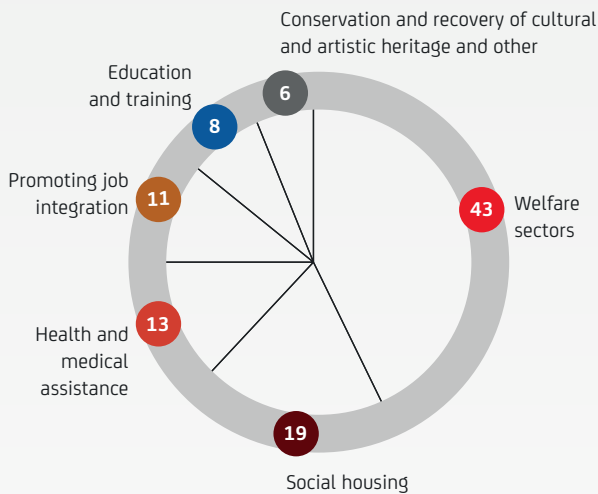 Conservation and recovery of cultural
and artistic heritage and other
6
Education
and training
8
Promoting job
integration
11
43
Welfare
sectors
13
Health and
medical
assistance
19
Social housing